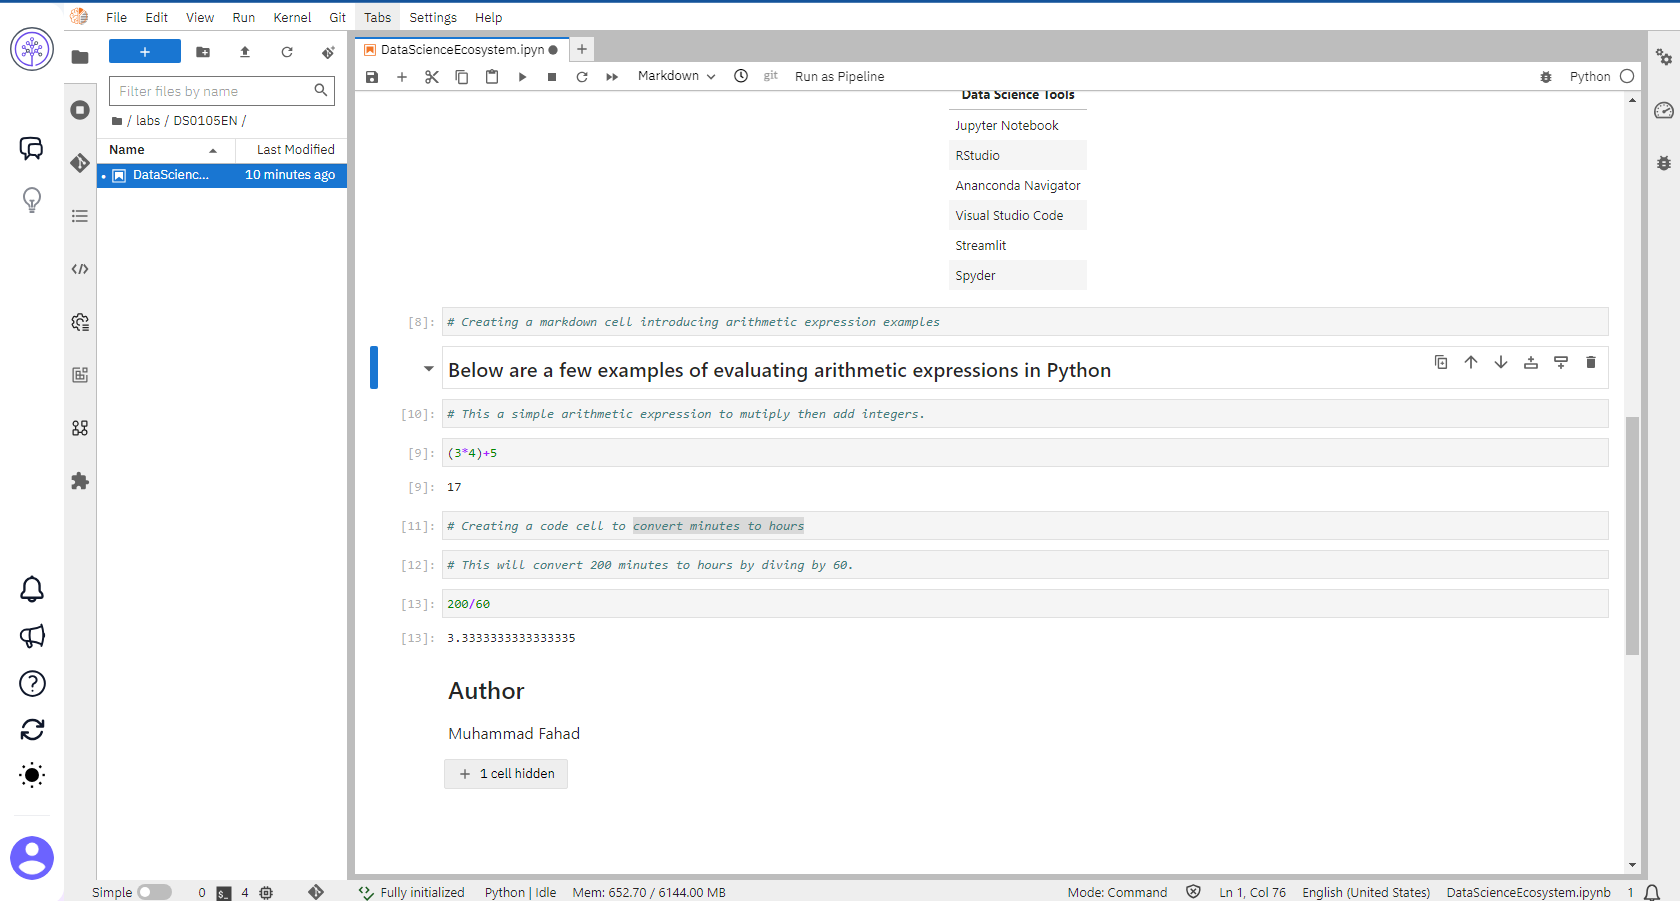 File Edit View Run Kernel Git Tabs Settings Help
+
Filter files by name
/ labs / DS0105EN /
Name Last Modified
DataScienc... 10 minutes ago
DataScienceEcosystem.ipyn
Markdown git Run as Pipeline Python
Data Science Tools
Jupyter Notebook
RStudio
Ananconda Navigator
Visual Studio Code
Streamlit
Spyder
[8]: # Creating a markdown cell introducing arithmetic expression examples
Below are a few examples of evaluating arithmetic expressions in Python
[10]: # This a simple arithmetic expression to mutiply then add integers.
[9]: (3*4)+5
[9]: 17
[11]: # Creating a code cell to convert minutes to hours
[12]: # This will convert 200 minutes to hours by diving by 60.
[13]: 200/60
[13]: 3.3333333333333335
Author
Muhammad Fahad
+ 1 cell hidden
Simple 0 $_ 4 Fully initialized Python | Idle Mem: 652.70 / 6144.00 MB Mode: Command Ln 1, Col 76 English (United States) DataScienceEcosystem.ipynb 1